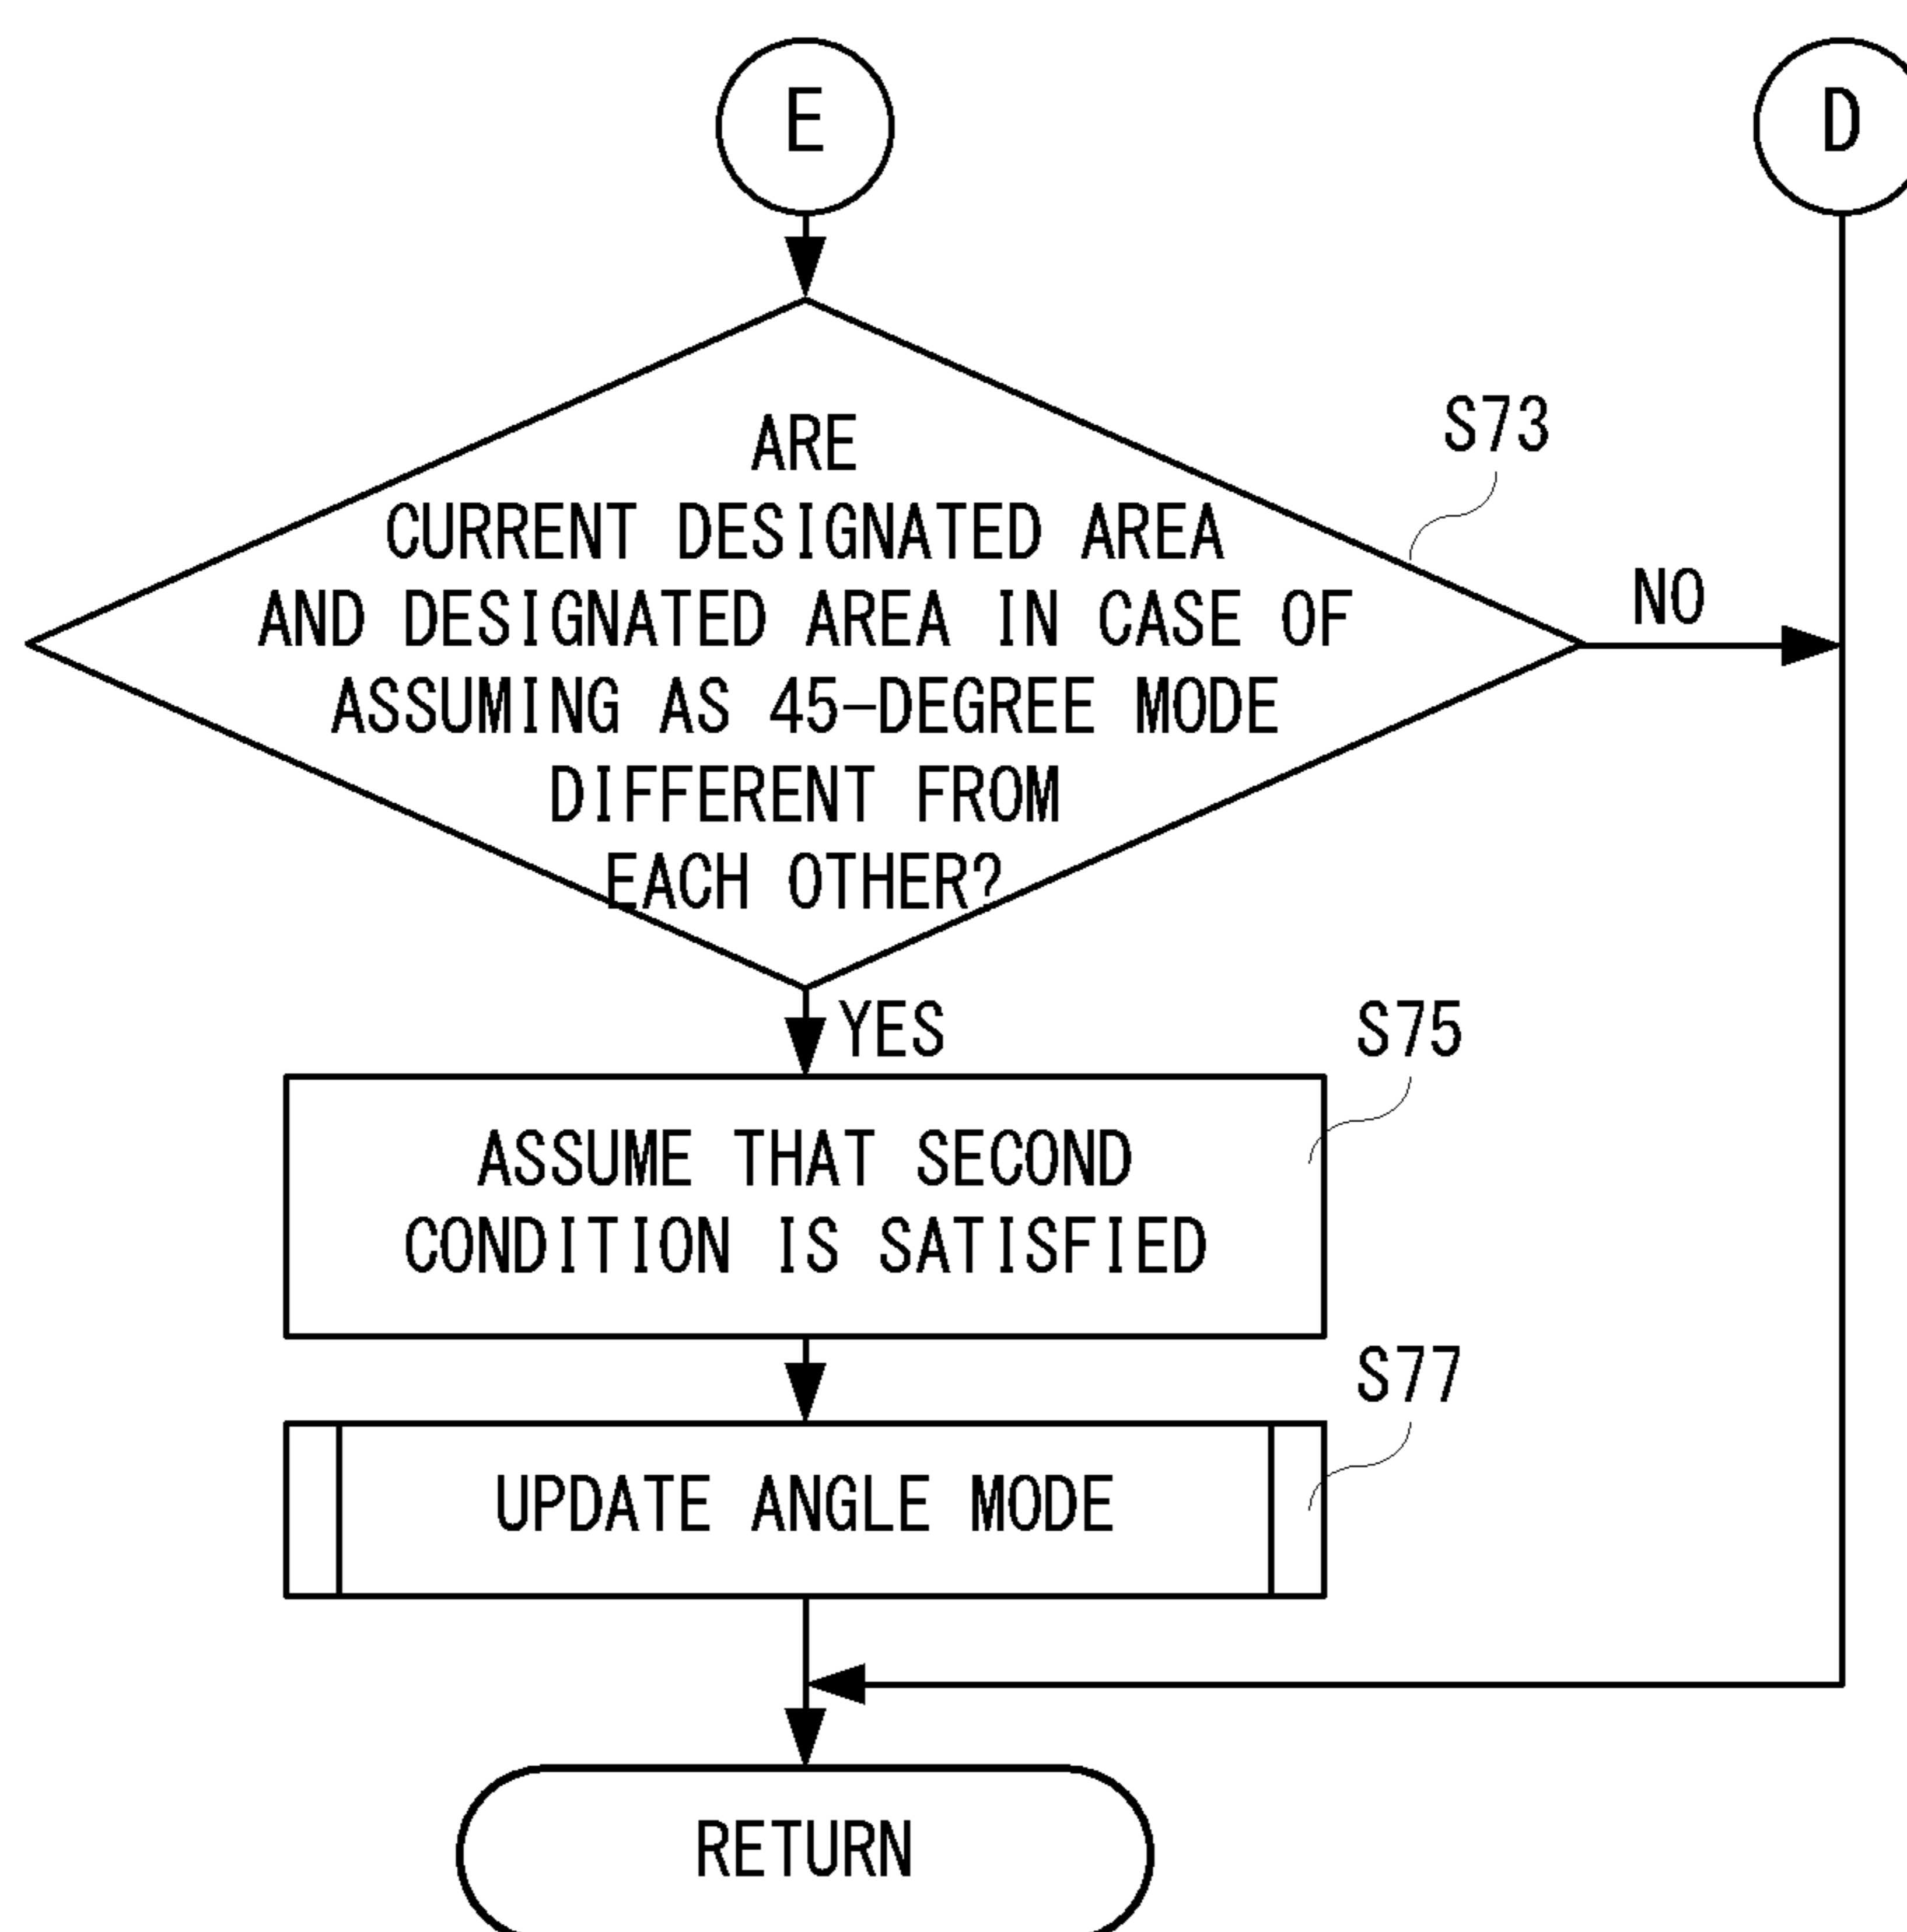 E
D
S73
ARE
CURRENT DESIGNATED AREA
AND DESIGNATED AREA IN CASE OF
ASSUMING AS 45-DEGREE MODE
DIFFERENT FROM
EACH OTHER?
NO
YES
S75
ASSUME THAT SECOND
CONDITION IS SATISFIED
S77
UPDATE ANGLE MODE
RETURN